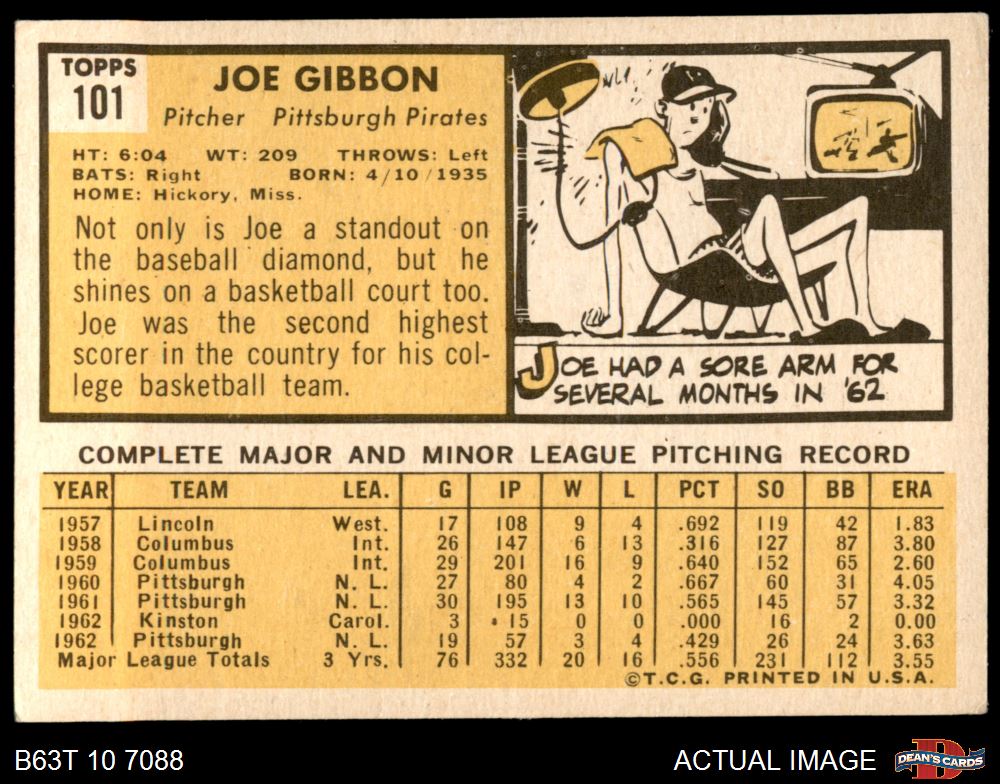 TOPPS
101
JOE GIBBON
Pitcher Pittsburgh Pirates
HT: 6:04 WT: 209 THROWS: Left
BATS: Right BORN: 4/10/1935
HOME: Hickory, Miss.
Not only is Joe a standout on
the baseball diamond, but he
shines on a basketball court too.
Joe was the second highest
scorer in the country for his col-
lege basketball team.
JOE HAD A SORE ARM FOR
SEVERAL MONTHS IN '62
COMPLETE MAJOR AND MINOR LEAGUE PITCHING RECORD
YEAR TEAM LEA. G IP W L PCT SO BB ERA
1957 Lincoln West. 17 108 9 4 .692 119 42 1.83
1958 Columbus Int. 26 147 6 13 .316 127 87 3.80
1959 Columbus Int. 29 201 16 9 .640 152 65 2.60
1960 Pittsburgh N. L. 27 80 4 2 .667 60 31 4.05
1961 Pittsburgh N. L. 30 195 13 10 .565 145 57 3.32
1962 Kinston Carol. 3 15 0 0 .000 16 2 0.00
1962 Pittsburgh N. L. 19 57 3 4 .429 26 24 3.63
Major League Totals 3 Yrs. 76 332 20 16 .556 231 112 3.55
©T.C.G. PRINTED IN U.S.A.
B63T 10 7088 ACTUAL IMAGE DEAN'S CARDS